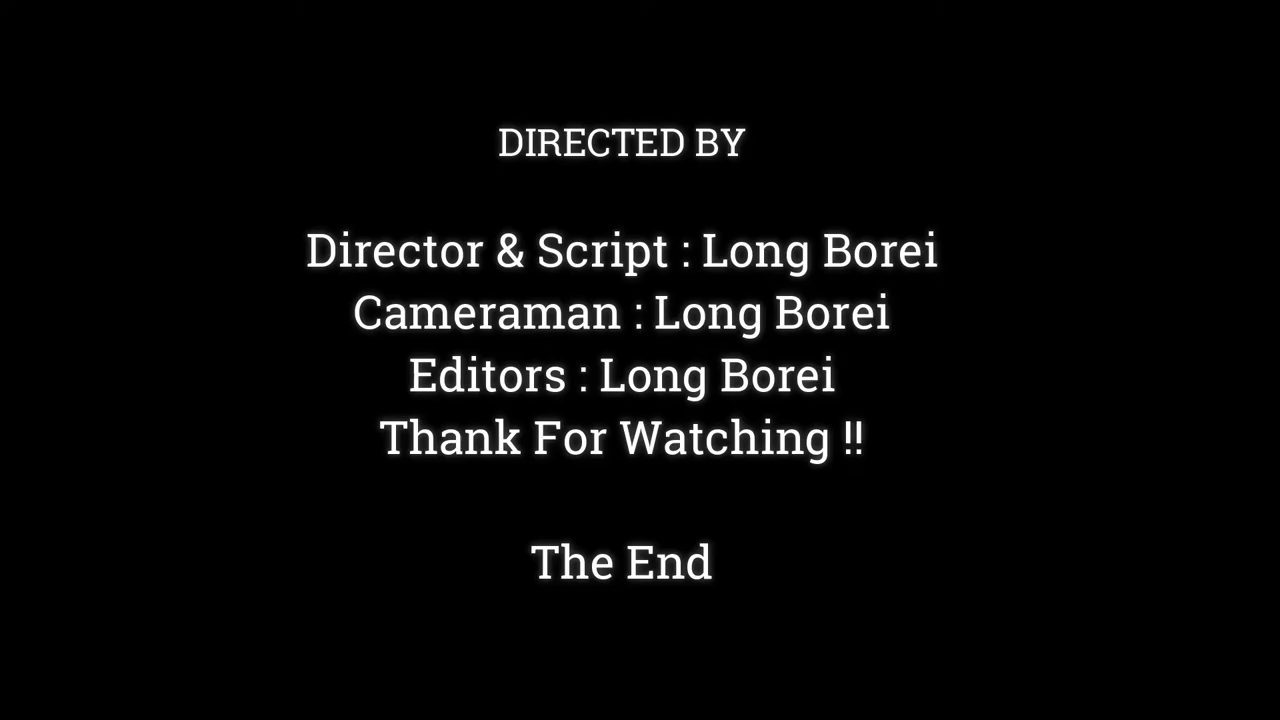 DIRECTED BY
Director & Script : Long Borei
Cameraman : Long Borei
Editors : Long Borei
Thank For Watching !!
The End